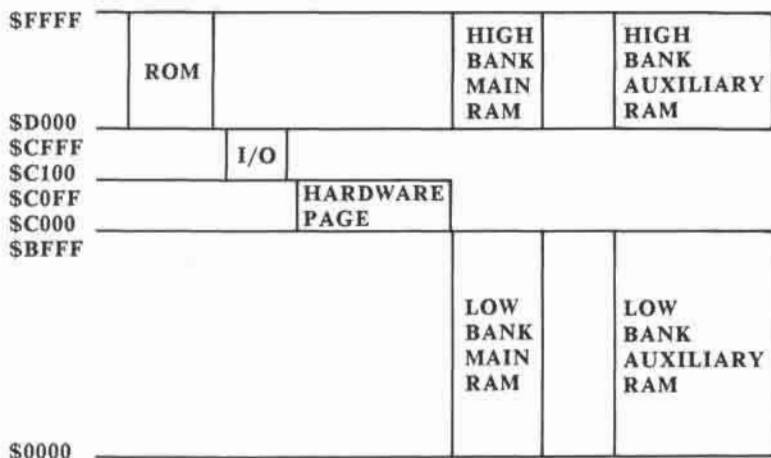 $FFFF
$D000
$CFFF
$C100
$C0FF
$C000
$BFFF
$0000
ROM
I/O
HARDWARE
PAGE
HIGH
BANK
MAIN
RAM
HIGH
BANK
AUXILIARY
RAM
LOW
BANK
MAIN
RAM
LOW
BANK
AUXILIARY
RAM